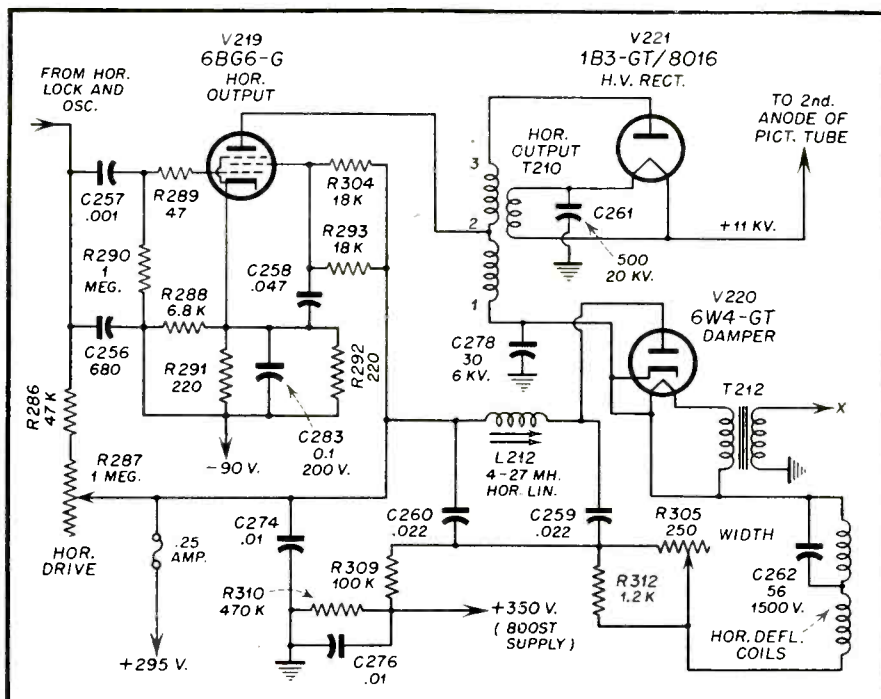 V219
6BG6-G
HOR.
OUTPUT
V221
1B3-GT/8016
H.V. RECT.
FROM HOR.
LOCK AND
OSC.
TO 2nd.
ANODE OF
PICT. TUBE
HOR.
OUTPUT
T210
3
2
1
C257
.001
R289
47
R304
18K
R293
18K
C261
500
20 KV.
+11 KV.
R290
1
MEG.
R288
6.8 K
C258
.047
C256
680
R291
220
R292
220
C283
0.1
200 V.
-90 V.
C278
30
6 KV.
V220
6W4-GT
DAMPER
T212
X
R286
47 K
R287
1 MEG.
HOR.
DRIVE
.25
AMP.
+295 V.
L212
4-27 MH.
HOR. LIN.
C274
.01
C260
.022
C259
.022
R305
250
WIDTH
R309
100 K
R310
470 K
C276
.01
+350 V.
(BOOST
SUPPLY)
R312
1.2 K
C262
56
1500 V.
HOR. DEFL.
COILS